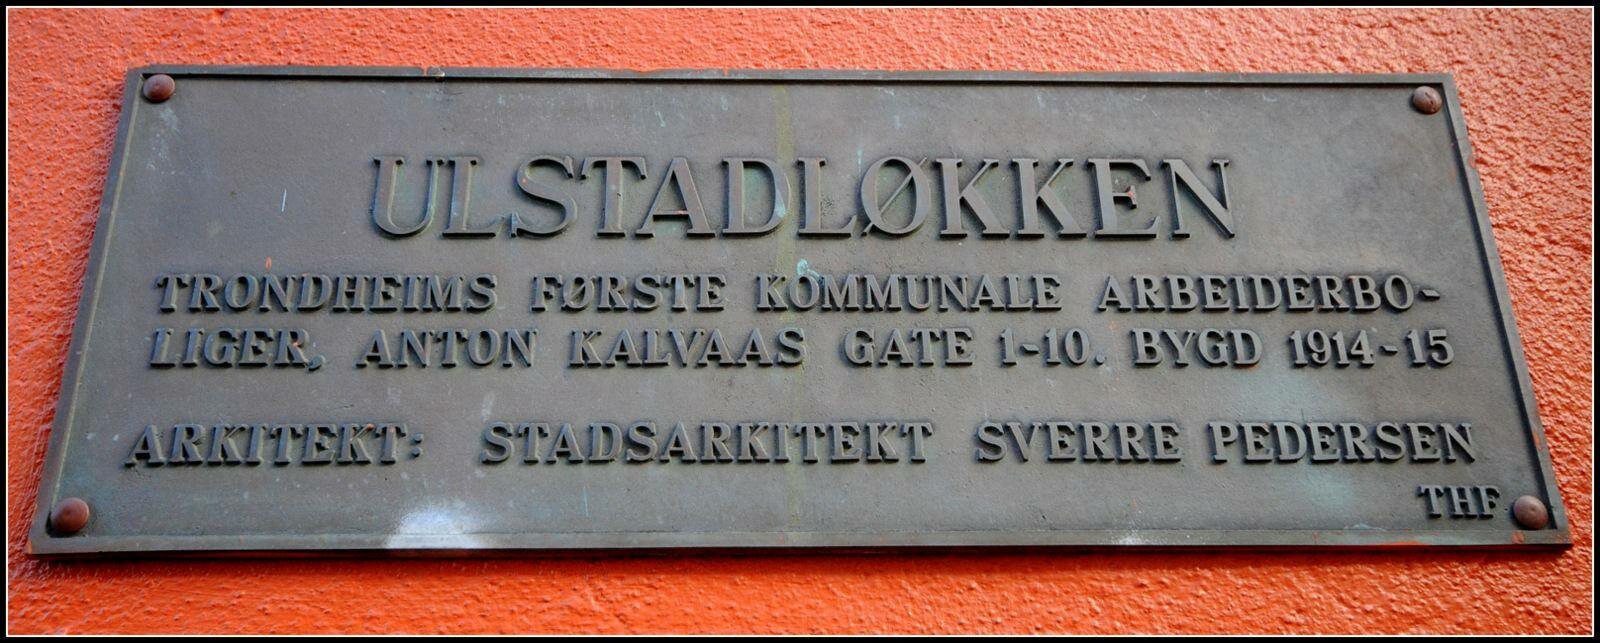 ULSTADLØKKEN
TRONDHEIMS FØRSTE KOMMUNALE ARBEIDERBO-
LIGER, ANTON KALVAAS GATE 1-10. BYGD 1914-15
ARKITEKT: STADSARKITEKT SVERRE PEDERSEN
THF